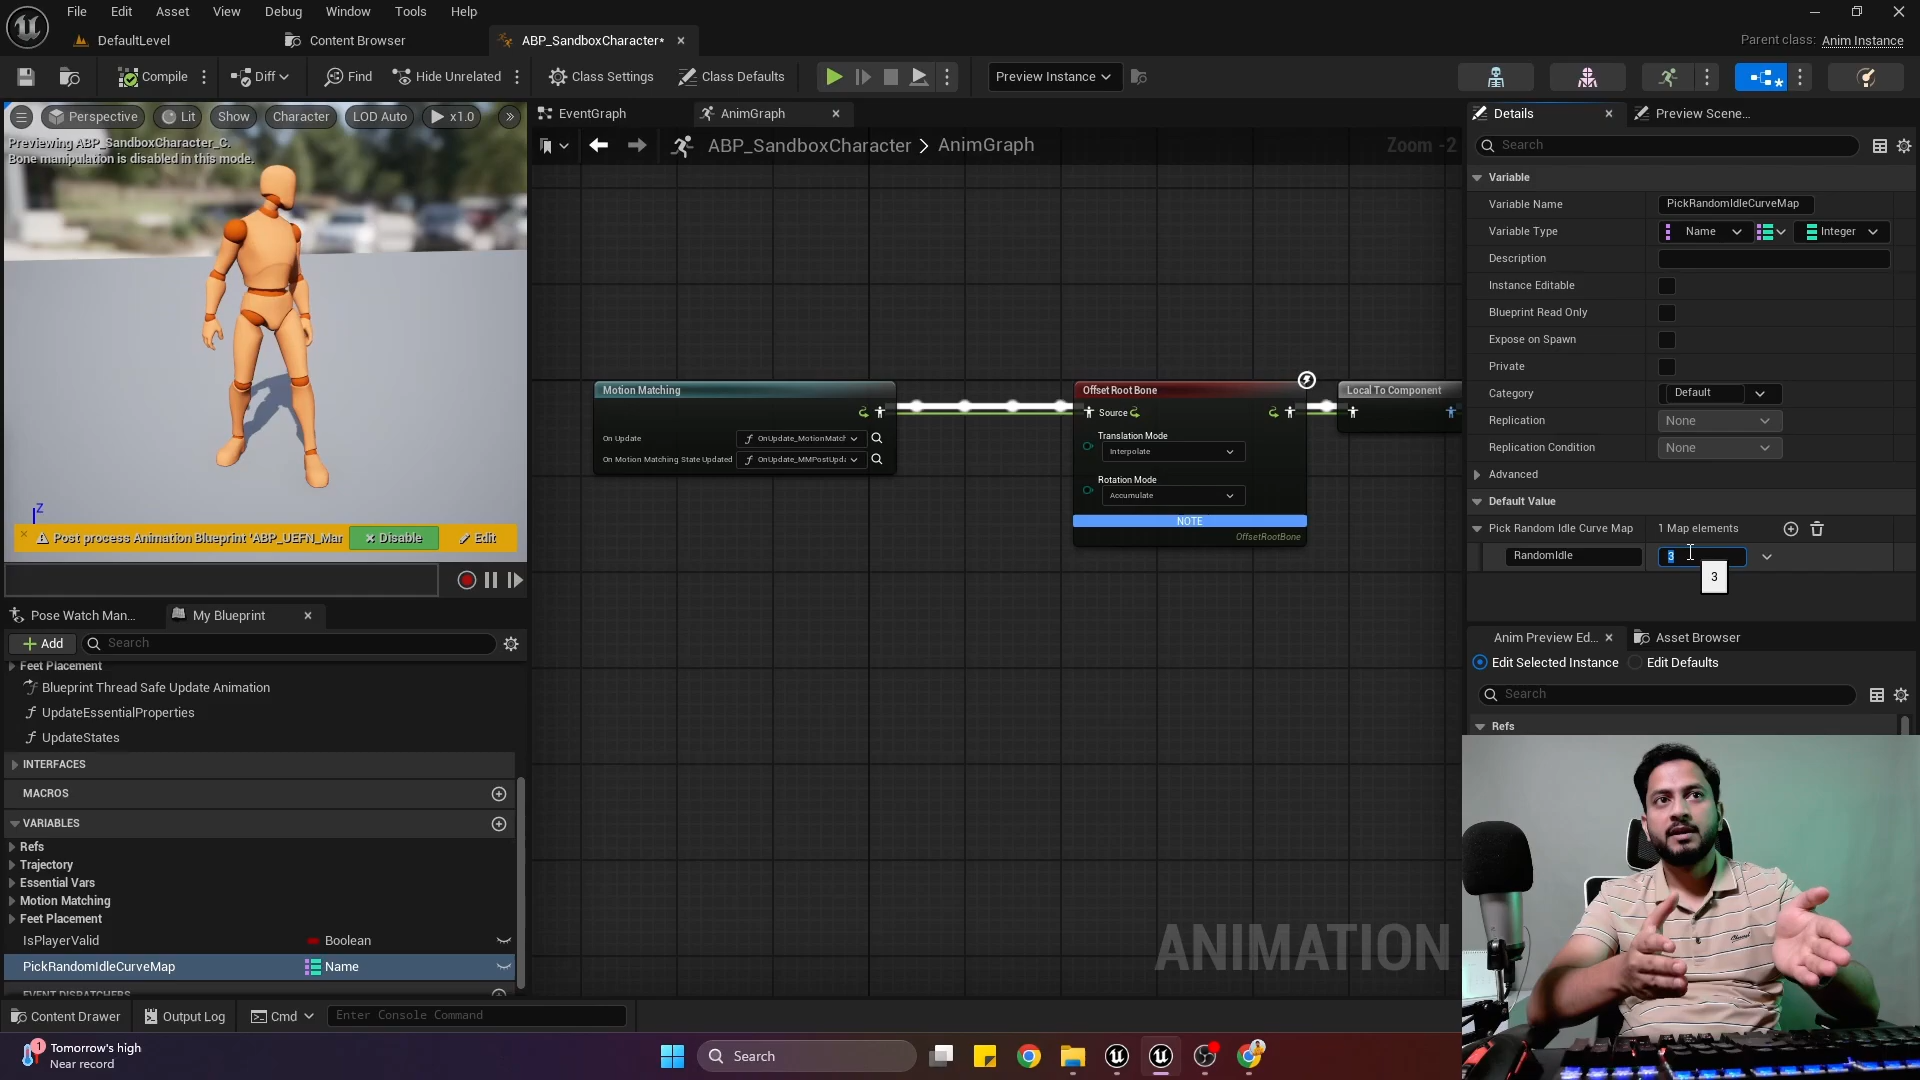 File Edit Asset View Debug Window Tools Help
DefaultLevel Content Browser ABP_SandboxCharacter*
Parent class: Anim Instance
Compile Diff Find Hide Unrelated Class Settings Class Defaults Preview Instance
Perspective Lit Show Character LOD Auto x1.0
Previewing ABP_SandboxCharacter_C.
Bone manipulation is disabled in this mode.
Z
Post process Animation Blueprint 'ABP_UEFN_Mar Disable Edit
EventGraph AnimGraph
ABP_SandboxCharacter > AnimGraph
Zoom -2
Motion Matching
On Update OnUpdate_MotionMatch
On Motion Matching State Updated OnUpdate_MMPostUpda
Offset Root Bone
Source
Translation Mode
Interpolate
Rotation Mode
Accumulate
NOTE
OffsetRootBone
Local To Component
ANIMATION
Pose Watch Man... My Blueprint
Add Search
Feet Placement
Blueprint Thread Safe Update Animation
UpdateEssentialProperties
UpdateStates
INTERFACES
MACROS
VARIABLES
Refs
Trajectory
Essential Vars
Motion Matching
Feet Placement
IsPlayerValid Boolean
PickRandomIdleCurveMap Name
EVENT DISPATCHERS
Details Preview Scene...
Search
Variable
Variable Name PickRandomIdleCurveMap
Variable Type Name Integer
Description
Instance Editable
Blueprint Read Only
Expose on Spawn
Private
Category Default
Replication None
Replication Condition None
Advanced
Default Value
Pick Random Idle Curve Map 1 Map elements
RandomIdle 3
3
Anim Preview Ed... Asset Browser
Edit Selected Instance Edit Defaults
Search
Refs
Content Drawer Output Log Cmd Enter Console Command
1
Tomorrow's high
Near record
Search